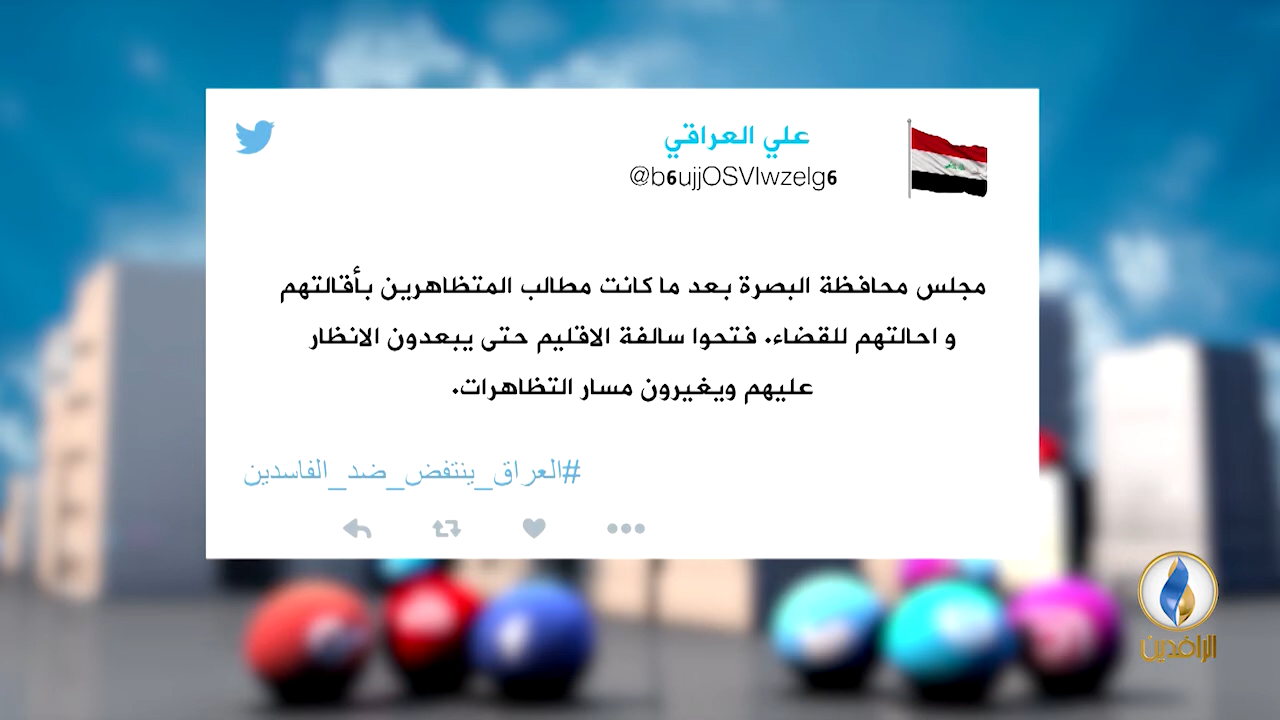 علي العراقي
@b6ujjOSVIwzelg6
مجلس محافظة البصرة بعد ما كانت مطالب المتظاهرين بأقالتهم
و احالتهم للقضاء. فتحوا سالفة الاقليم حتى يبعدون الانظار
عليهم ويغيرون مسار التظاهرات.
#العراق_ينتفض_ضد_الفاسدين
الرافدين